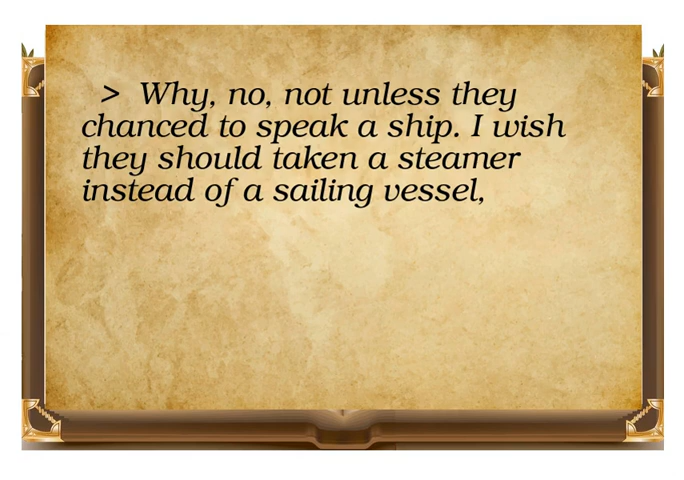 > Why, no, not unless they
chanced to speak a ship. I wish
they should taken a steamer
instead of a sailing vessel,